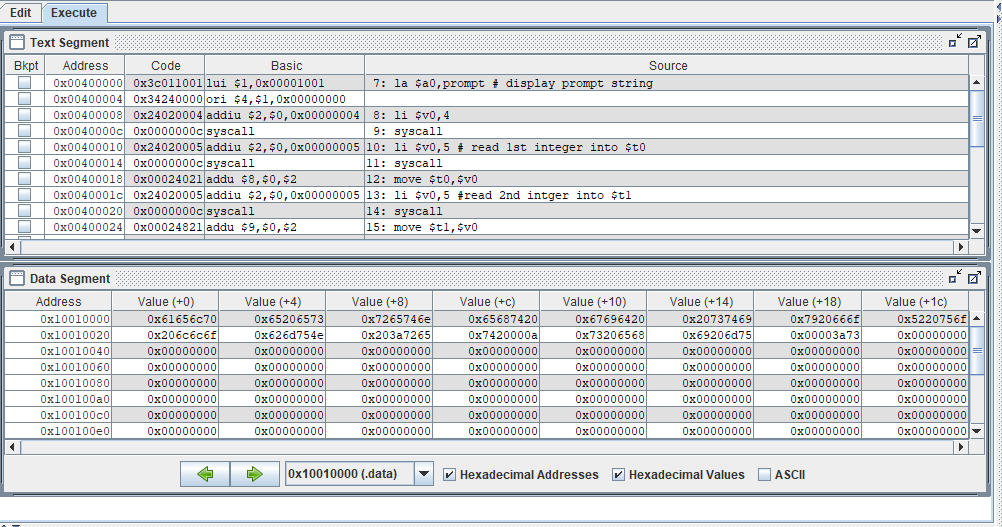 Edit Execute
Text Segment
Bkpt Address Code Basic Source
0x00400000 0x3c011001 lui $1,0x00001001 7: la $a0,prompt # display prompt string
0x00400004 0x34240000 ori $4,$1,0x00000000
0x00400008 0x24020004 addiu $2,$0,0x00000004 8: li $v0,4
0x0040000c 0x0000000c syscall 9: syscall
0x00400010 0x24020005 addiu $2,$0,0x00000005 10: li $v0,5 # read 1st integer into $t0
0x00400014 0x0000000c syscall 11: syscall
0x00400018 0x00024021 addu $8,$0,$2 12: move $t0,$v0
0x0040001c 0x24020005 addiu $2,$0,0x00000005 13: li $v0,5 #read 2nd intger into $t1
0x00400020 0x0000000c syscall 14: syscall
0x00400024 0x00024821 addu $9,$0,$2 15: move $t1,$v0
Data Segment
Address Value (+0) Value (+4) Value (+8) Value (+c) Value (+10) Value (+14) Value (+18) Value (+1c)
0x10010000 0x61656c70 0x65206573 0x7265746e 0x65687420 0x67696420 0x20737469 0x7920666f 0x5220756f
0x10010020 0x206c6c6f 0x626d754e 0x203a7265 0x7420000a 0x73206568 0x69206d75 0x00003a73 0x00000000
0x10010040 0x00000000 0x00000000 0x00000000 0x00000000 0x00000000 0x00000000 0x00000000 0x00000000
0x10010060 0x00000000 0x00000000 0x00000000 0x00000000 0x00000000 0x00000000 0x00000000 0x00000000
0x10010080 0x00000000 0x00000000 0x00000000 0x00000000 0x00000000 0x00000000 0x00000000 0x00000000
0x100100a0 0x00000000 0x00000000 0x00000000 0x00000000 0x00000000 0x00000000 0x00000000 0x00000000
0x100100c0 0x00000000 0x00000000 0x00000000 0x00000000 0x00000000 0x00000000 0x00000000 0x00000000
0x100100e0 0x00000000 0x00000000 0x00000000 0x00000000 0x00000000 0x00000000 0x00000000 0x00000000
0x10010000 (.data) Hexadecimal Addresses Hexadecimal Values ASCII